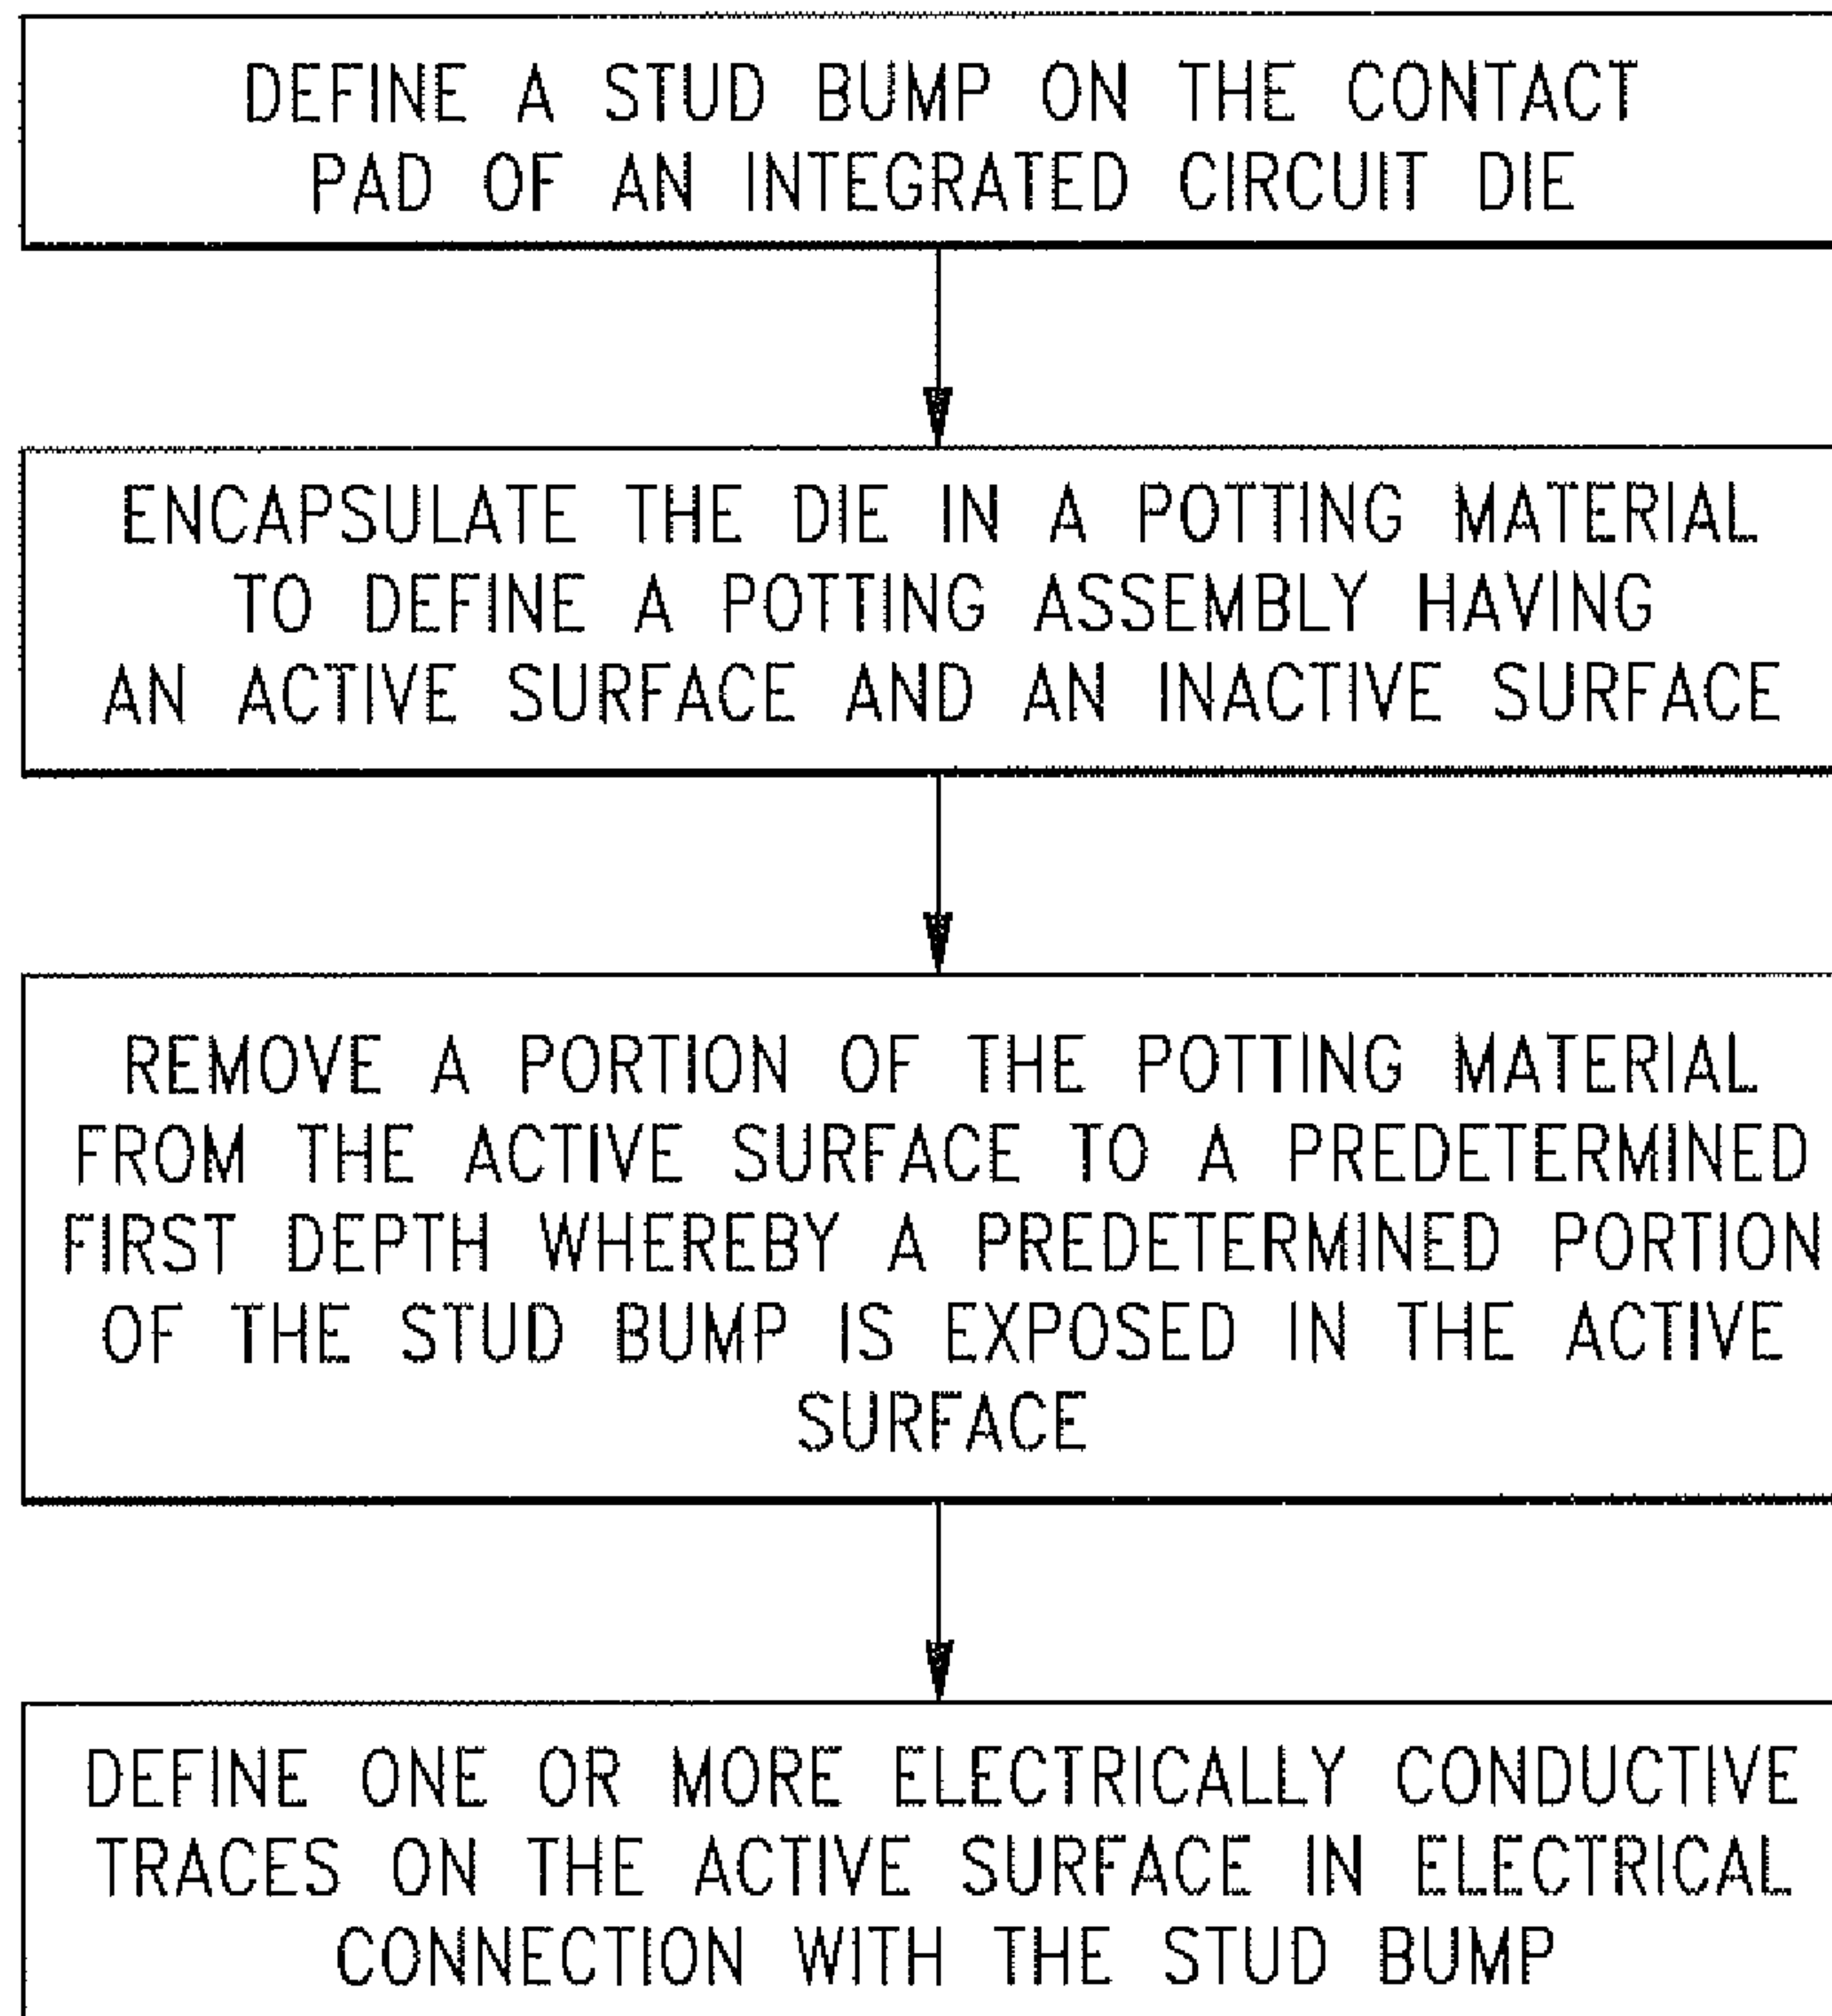 DEFINE A STUD BUMP ON THE CONTACT
PAD OF AN INTEGRATED CIRCUIT DIE
ENCAPSULATE THE DIE IN A POTTING MATERIAL
TO DEFINE A POTTING ASSEMBLY HAVING
AN ACTIVE SURFACE AND AN INACTIVE SURFACE
REMOVE A PORTION OF THE POTTING MATERIAL
FROM THE ACTIVE SURFACE TO A PREDETERMINED
FIRST DEPTH WHEREBY A PREDETERMINED PORTION
OF THE STUD BUMP IS EXPOSED IN THE ACTIVE
SURFACE
DEFINE ONE OR MORE ELECTRICALLY CONDUCTIVE
TRACES ON THE ACTIVE SURFACE IN ELECTRICAL
CONNECTION WITH THE STUD BUMP